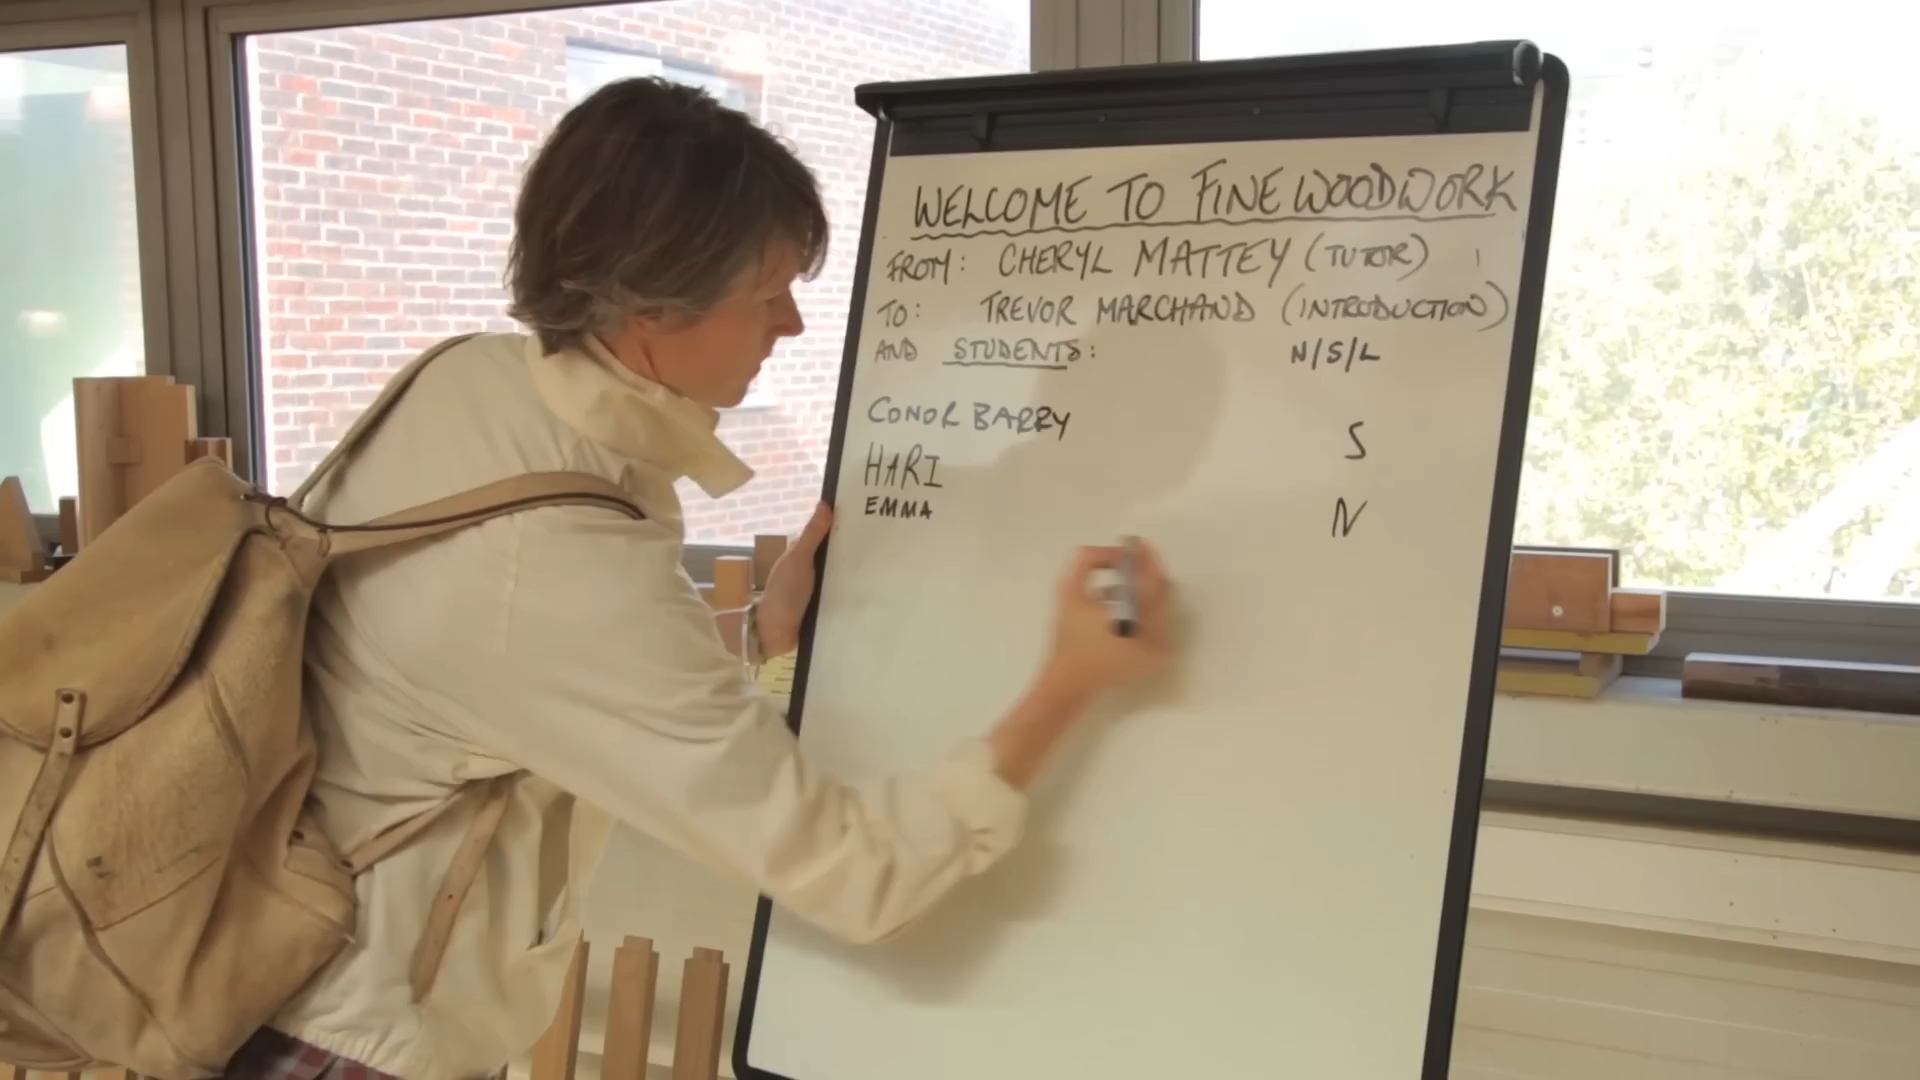 WELCOME TO FINE WOODWORK
FROM: CHERYL MATTEY (TUTOR)
TO: TREVOR MARCHAND (INTRODUCTION)
AND STUDENTS: N/S/L
CONOR BARRY S
HARI
EMMA N